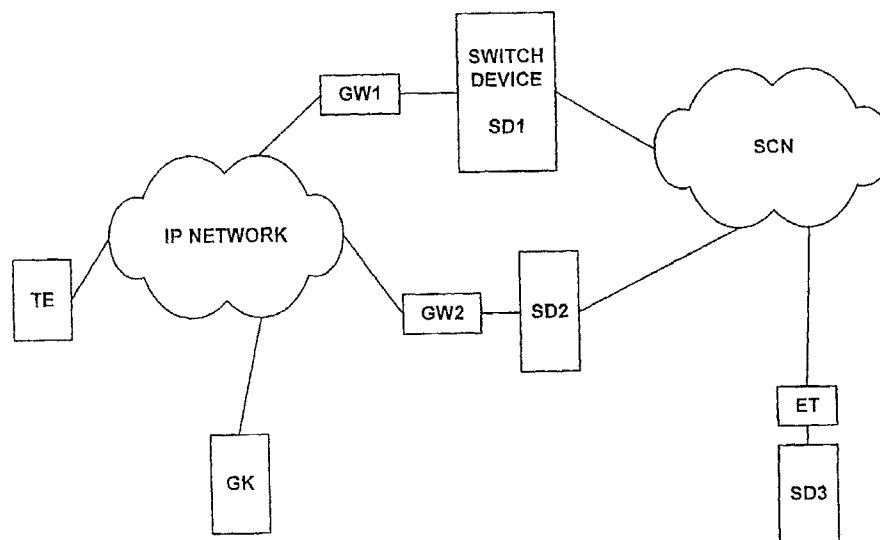 SWITCH
DEVICE
SD1
GW1
SCN
IP NETWORK
TE
GW2
SD2
ET
GK
SD3